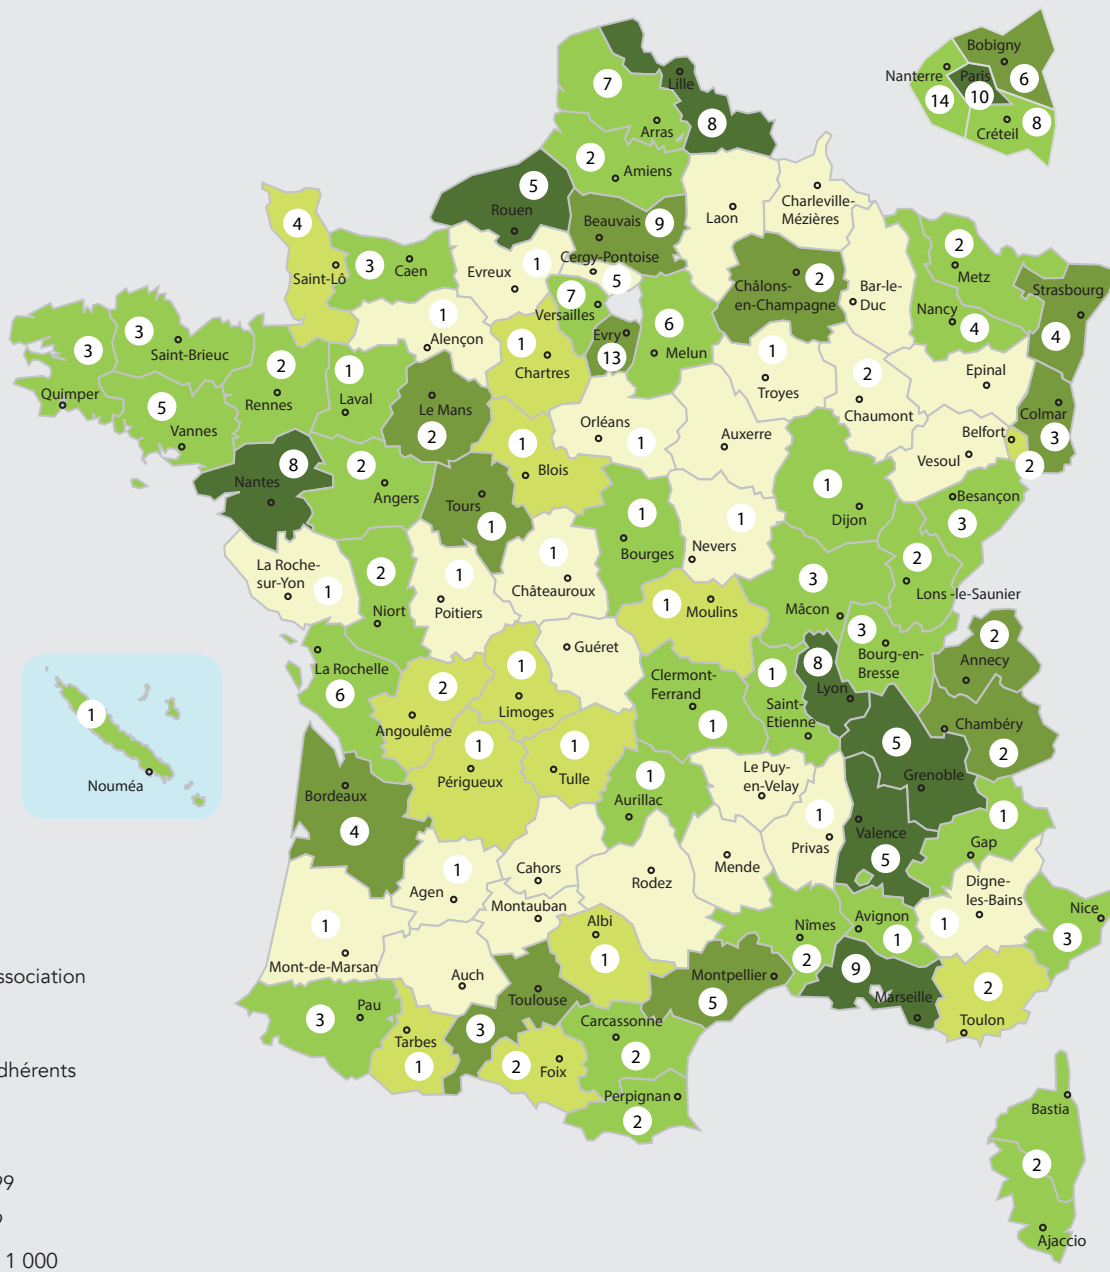 Bobigny
Nanterre
Paris
6
10
14
Créteil
8
7
Lille
Arras
8
2
Amiens
5
Rouen
Beauvais
9
Laon
Charleville-
Mézières
4
Saint-Lô
3
Caen
Evreux
1
Cergy-Pontoise
5
Châlons-
en-Champagne
2
Bar-le-
Duc
2
Metz
Strasbourg
4
Nancy
4
7
Versailles
Evry
13
6
Melun
1
Alençon
1
Chartres
3
Quimper
3
Saint-Brieuc
5
Vannes
2
Rennes
1
Laval
Le Mans
2
1
Troyes
2
Chaumont
Epinal
Colmar
3
Belfort
2
Vesoul
Orléans
1
Auxerre
1
Blois
8
Nantes
2
Angers
Tours
1
1
Bourges
1
Nevers
1
Dijon
Besançon
3
2
Lons-le-Saunier
La Roche-
sur-Yon
1
2
Niort
1
Poitiers
1
Châteauroux
1
Moulins
3
Mâcon
3
Bourg-en-
Bresse
2
Annecy
La Rochelle
6
2
Angoulême
1
Limoges
Guéret
Clermont-
Ferrand
1
1
Saint-
Etienne
8
Lyon
Chambéry
2
1
Nouméa
1
Périgueux
1
Tulle
1
Aurillac
Le Puy-
en-Velay
5
Grenoble
Bordeaux
4
1
Privas
Valence
5
1
Gap
1
Agen
Cahors
Rodez
Mende
Digne-
les-Bains
1
Nice
3
1
Mont-de-Marsan
Montauban
Albi
1
Nîmes
2
Avignon
1
Auch
Toulouse
3
Montpellier
5
9
Marseille
2
Toulon
3
Pau
Tarbes
1
2
Foix
Carcassonne
2
Perpignan
2
Bastia
2
Ajaccio
ssociation
dhérents
99
9
1 000